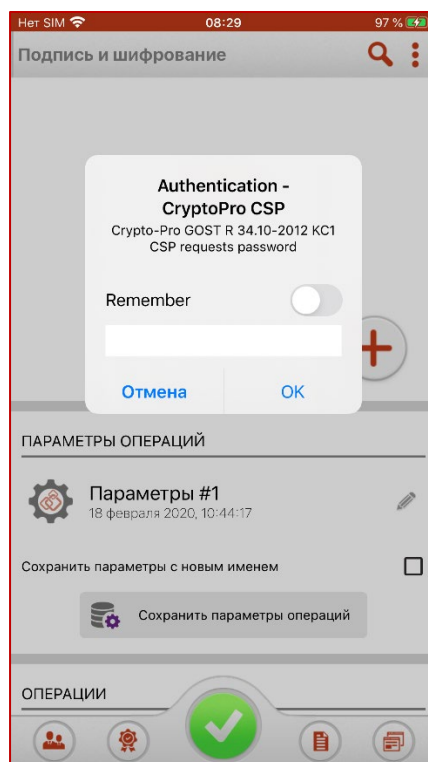 Нет SIM 08:29 97 %
Подпись и шифрование
Authentication -
CryptoPro CSP
Crypto-Pro GOST R 34.10-2012 KC1
CSP requests password
Remember
Отмена OK
ПАРАМЕТРЫ ОПЕРАЦИЙ
Параметры #1
18 февраля 2020, 10:44:17
Сохранить параметры с новым именем
Сохранить параметры операций
ОПЕРАЦИИ